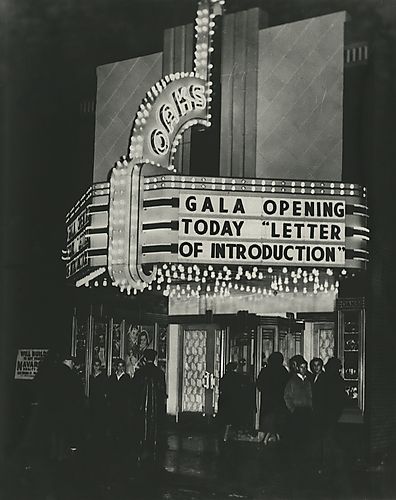 OAKS
GALA OPENING
TODAY "LETTER
OF INTRODUCTION"